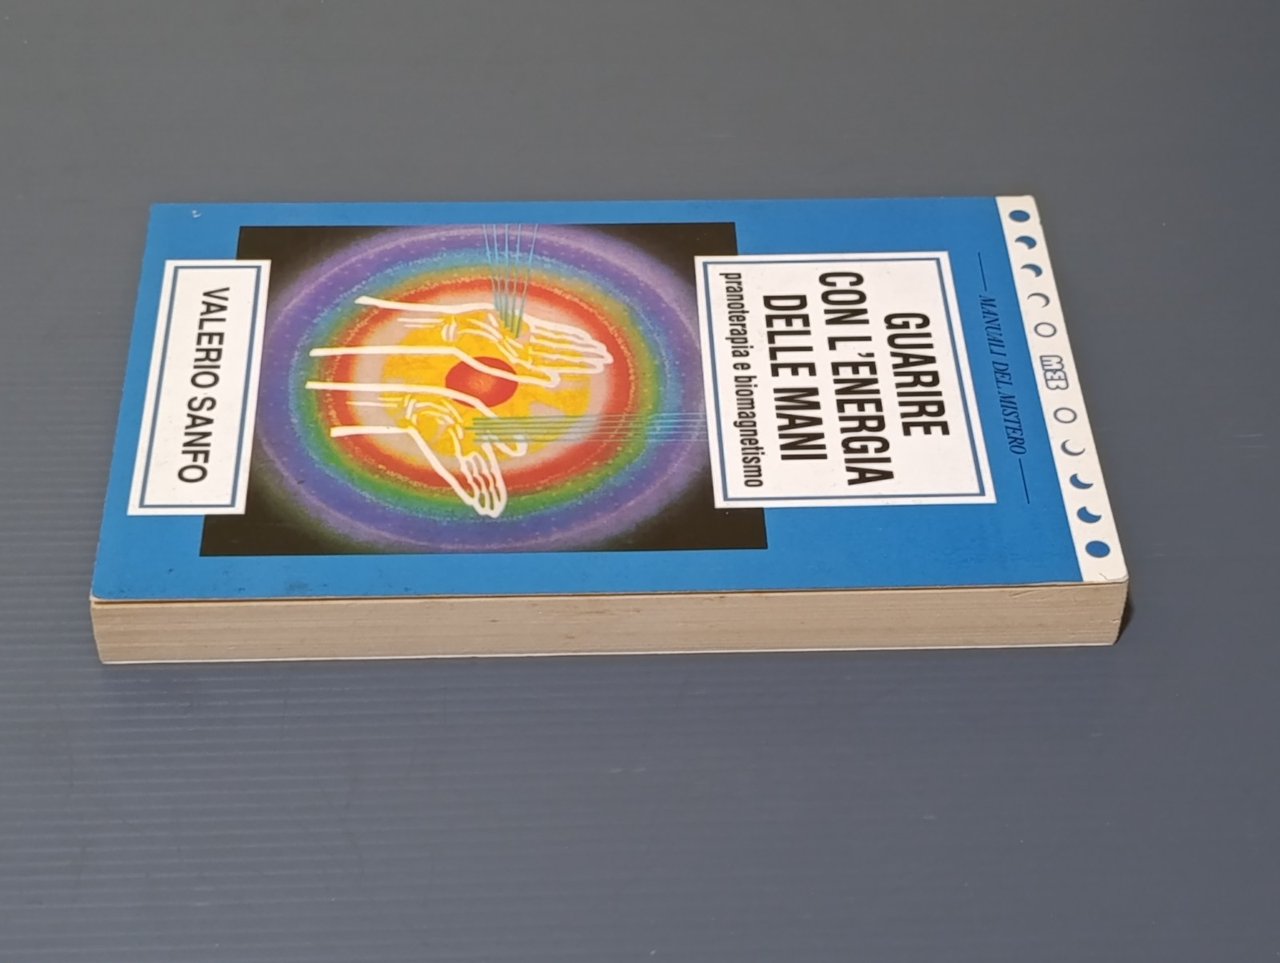 MEB
MANUALI DEL MISTERO
GUARIRE
CON L'ENERGIA
DELLE MANI
pranoterapia e biomagnetismo
VALERIO SANFO